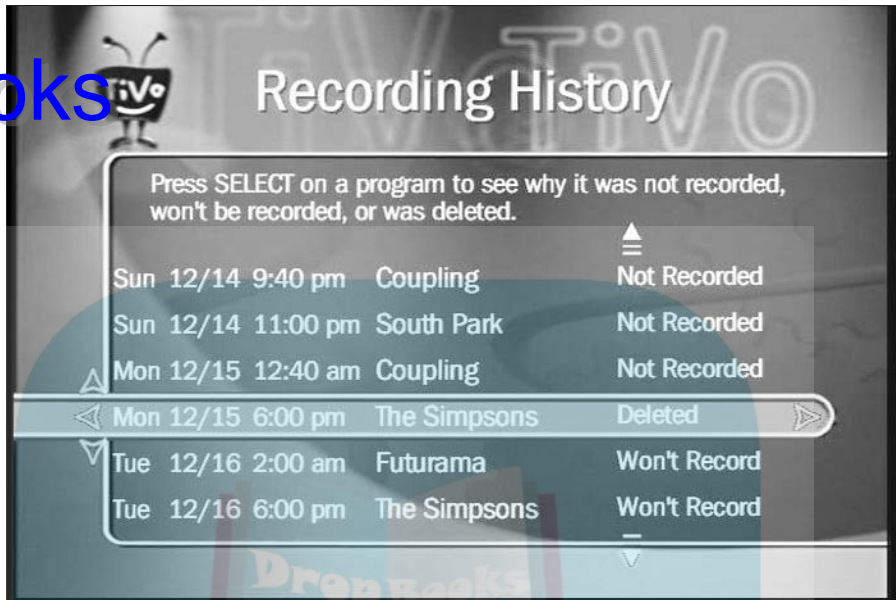 TiVo TiVo
oks
TiVo
Recording History
Press SELECT on a program to see why it was not recorded,
won't be recorded, or was deleted.
Sun 12/14 9:40 pm Coupling Not Recorded
Sun 12/14 11:00 pm South Park Not Recorded
Mon 12/15 12:40 am Coupling Not Recorded
Mon 12/15 6:00 pm The Simpsons Deleted
Tue 12/16 2:00 am Futurama Won't Record
Tue 12/16 6:00 pm The Simpsons Won't Record
DropBooks